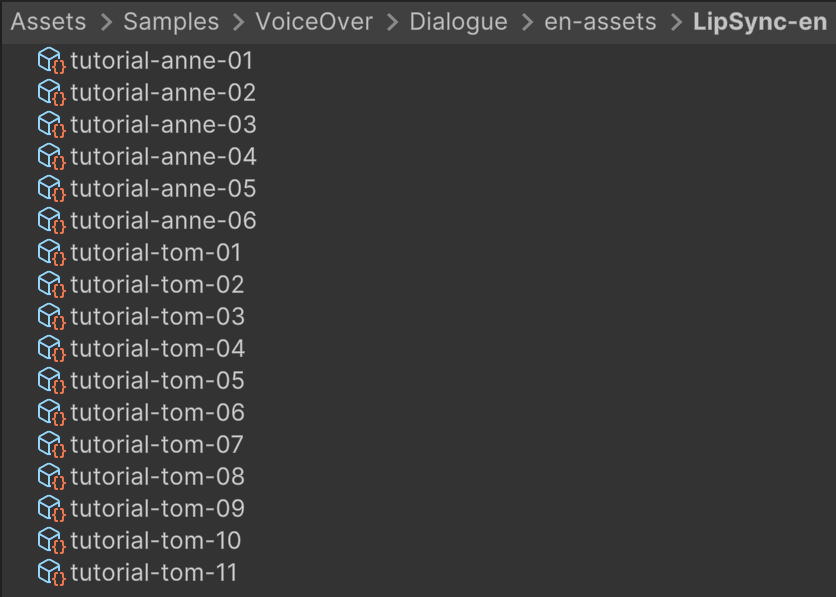 Assets > Samples > VoiceOver > Dialogue > en-assets > LipSync-en
tutorial-anne-01
tutorial-anne-02
tutorial-anne-03
tutorial-anne-04
tutorial-anne-05
tutorial-anne-06
tutorial-tom-01
tutorial-tom-02
tutorial-tom-03
tutorial-tom-04
tutorial-tom-05
tutorial-tom-06
tutorial-tom-07
tutorial-tom-08
tutorial-tom-09
tutorial-tom-10
tutorial-tom-11